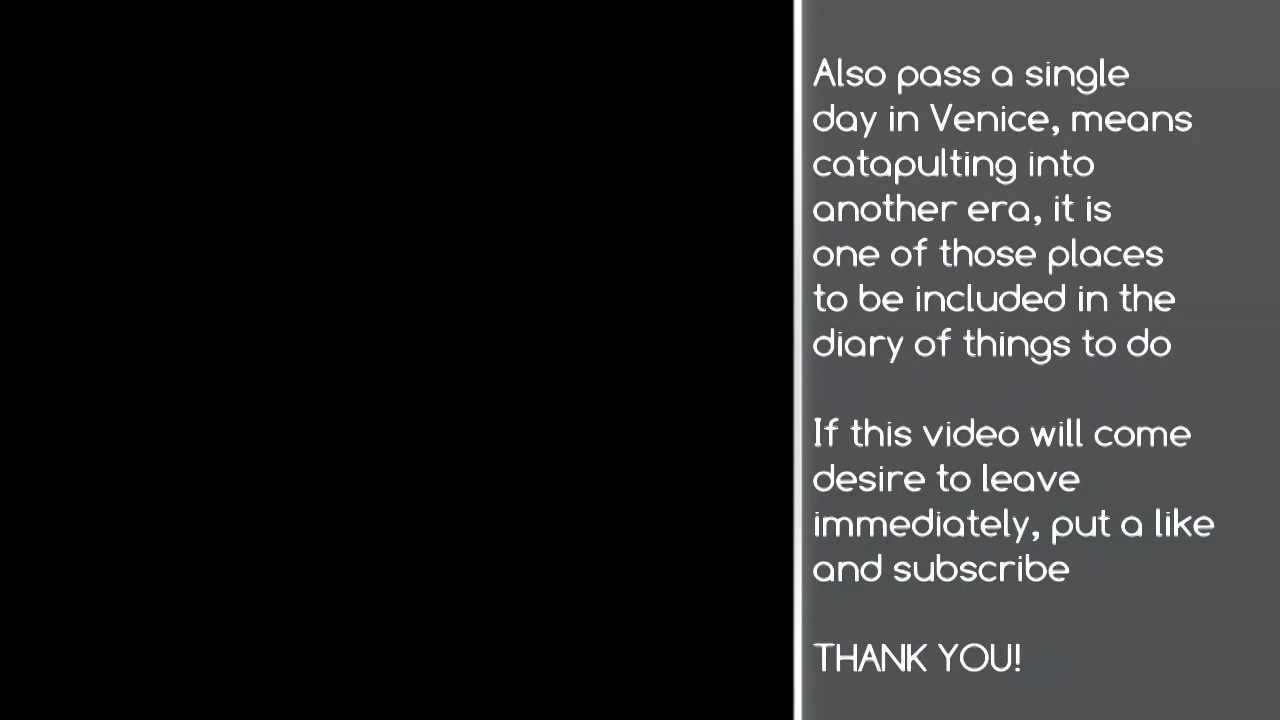 Also pass a single
day in Venice, means
catapulting into
another era, it is
one of those places
to be included in the
diary of things to do
If this video will come
desire to leave
immediately, put a like
and subscribe
THANK YOU!